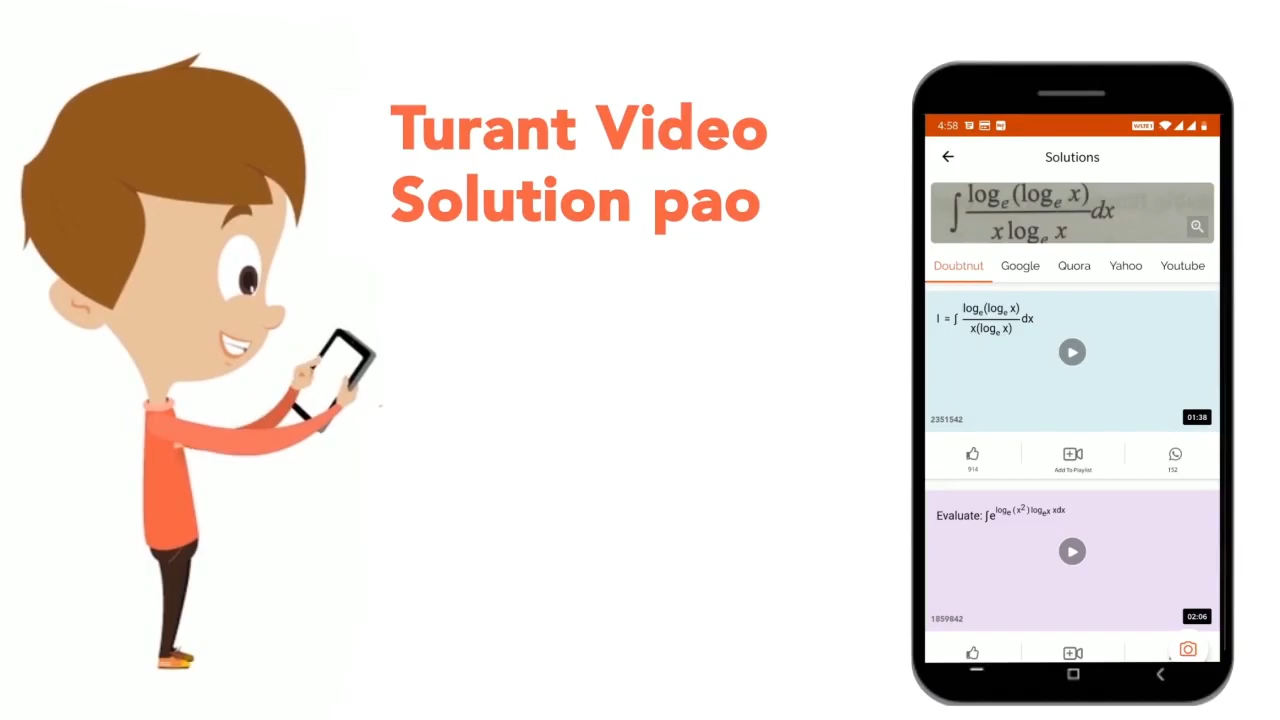 Turant Video
Solution pao
4:58
VoLTE1
Solutions
∫ logₑ(logₑ x) / x logₑ x dx
Doubtnut Google Quora Yahoo Youtube
I = ∫ logₑ(logₑ x) / x(logₑ x) dx
2351542 01:38
914 Add To Playlist 152
Evaluate: ∫e^logₑ(x²)logₑx xdx
1859842 02:06